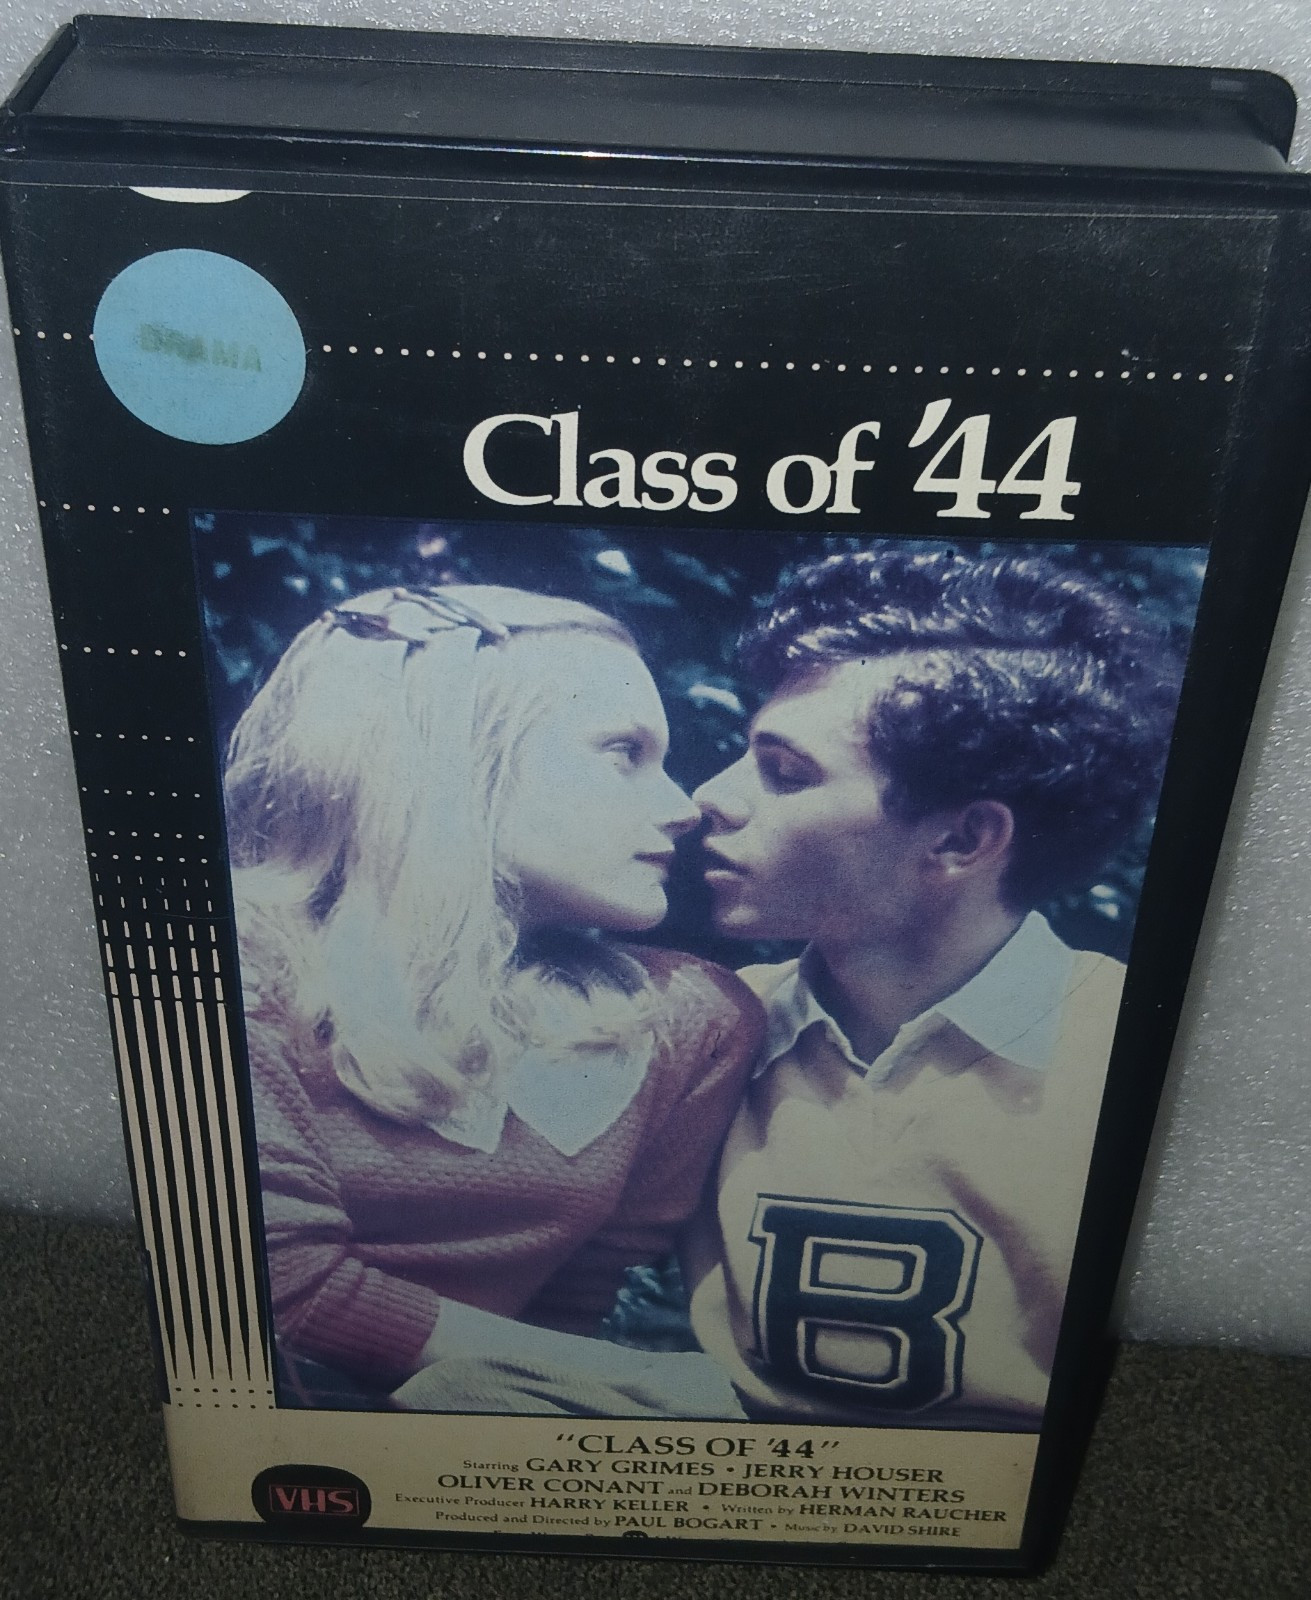 DRAMA
Class of '44
B
"CLASS OF '44"
Starring GARY GRIMES • JERRY HOUSER
OLIVER CONANT and DEBORAH WINTERS
Executive Producer HARRY KELLER • Written by HERMAN RAUCHER
Produced and Directed by PAUL BOGART • Music by DAVID SHIRE
VHS